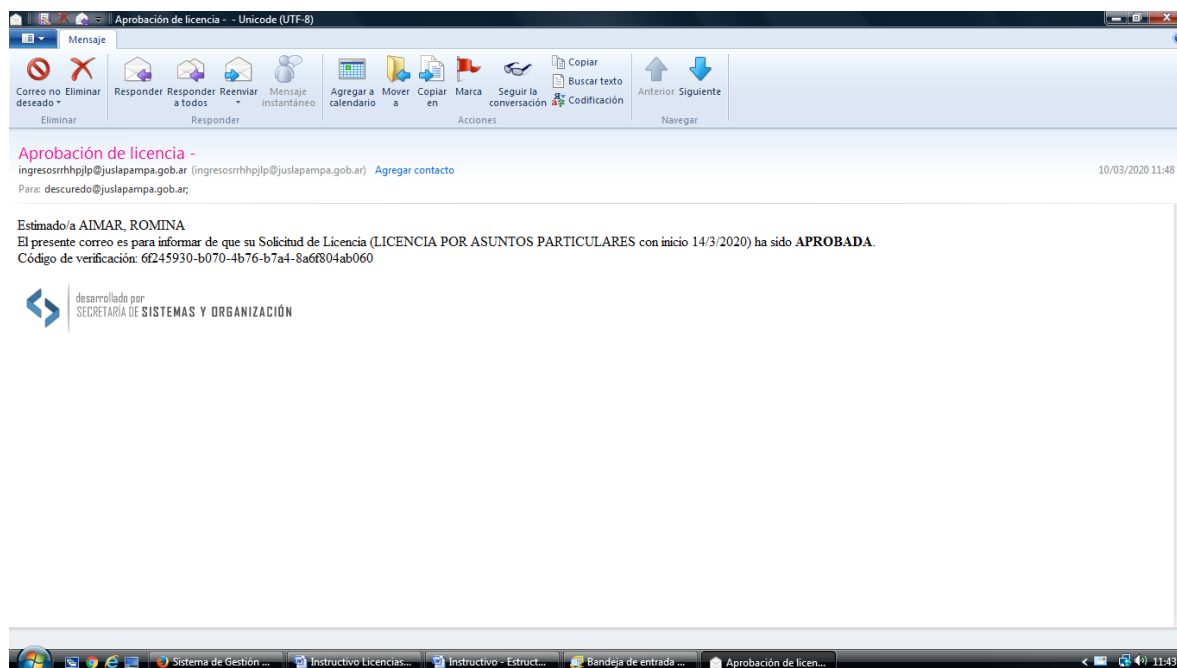 Aprobación de licencia - - Unicode (UTF-8)
Mensaje
Correo no deseado
Eliminar
Responder
Responder a todos
Reenviar
Mensaje instantáneo
Agregar a calendario
Mover a
Copiar en
Marca
Seguir la conversación
Copiar
Buscar texto
Codificación
Anterior
Siguiente
Eliminar
Responder
Acciones
Navegar
Aprobación de licencia -
ingresosrrhhpjlp@juslapampa.gob.ar (ingresosrrhhpjlp@juslapampa.gob.ar) Agregar contacto
10/03/2020 11:48
Para: descuredo@juslapampa.gob.ar;
Estimado/a AIMAR, ROMINA
El presente correo es para informar de que su Solicitud de Licencia (LICENCIA POR ASUNTOS PARTICULARES con inicio 14/3/2020) ha sido APROBADA.
Código de verificación: 6f245930-b070-4b76-b7a4-8a6f804ab060
desarrollado por
SECRETARÍA DE SISTEMAS Y ORGANIZACIÓN
Sistema de Gestión ...
Instructivo Licencias...
Instructivo - Estruct...
Bandeja de entrada ...
Aprobación de licen...
11:43